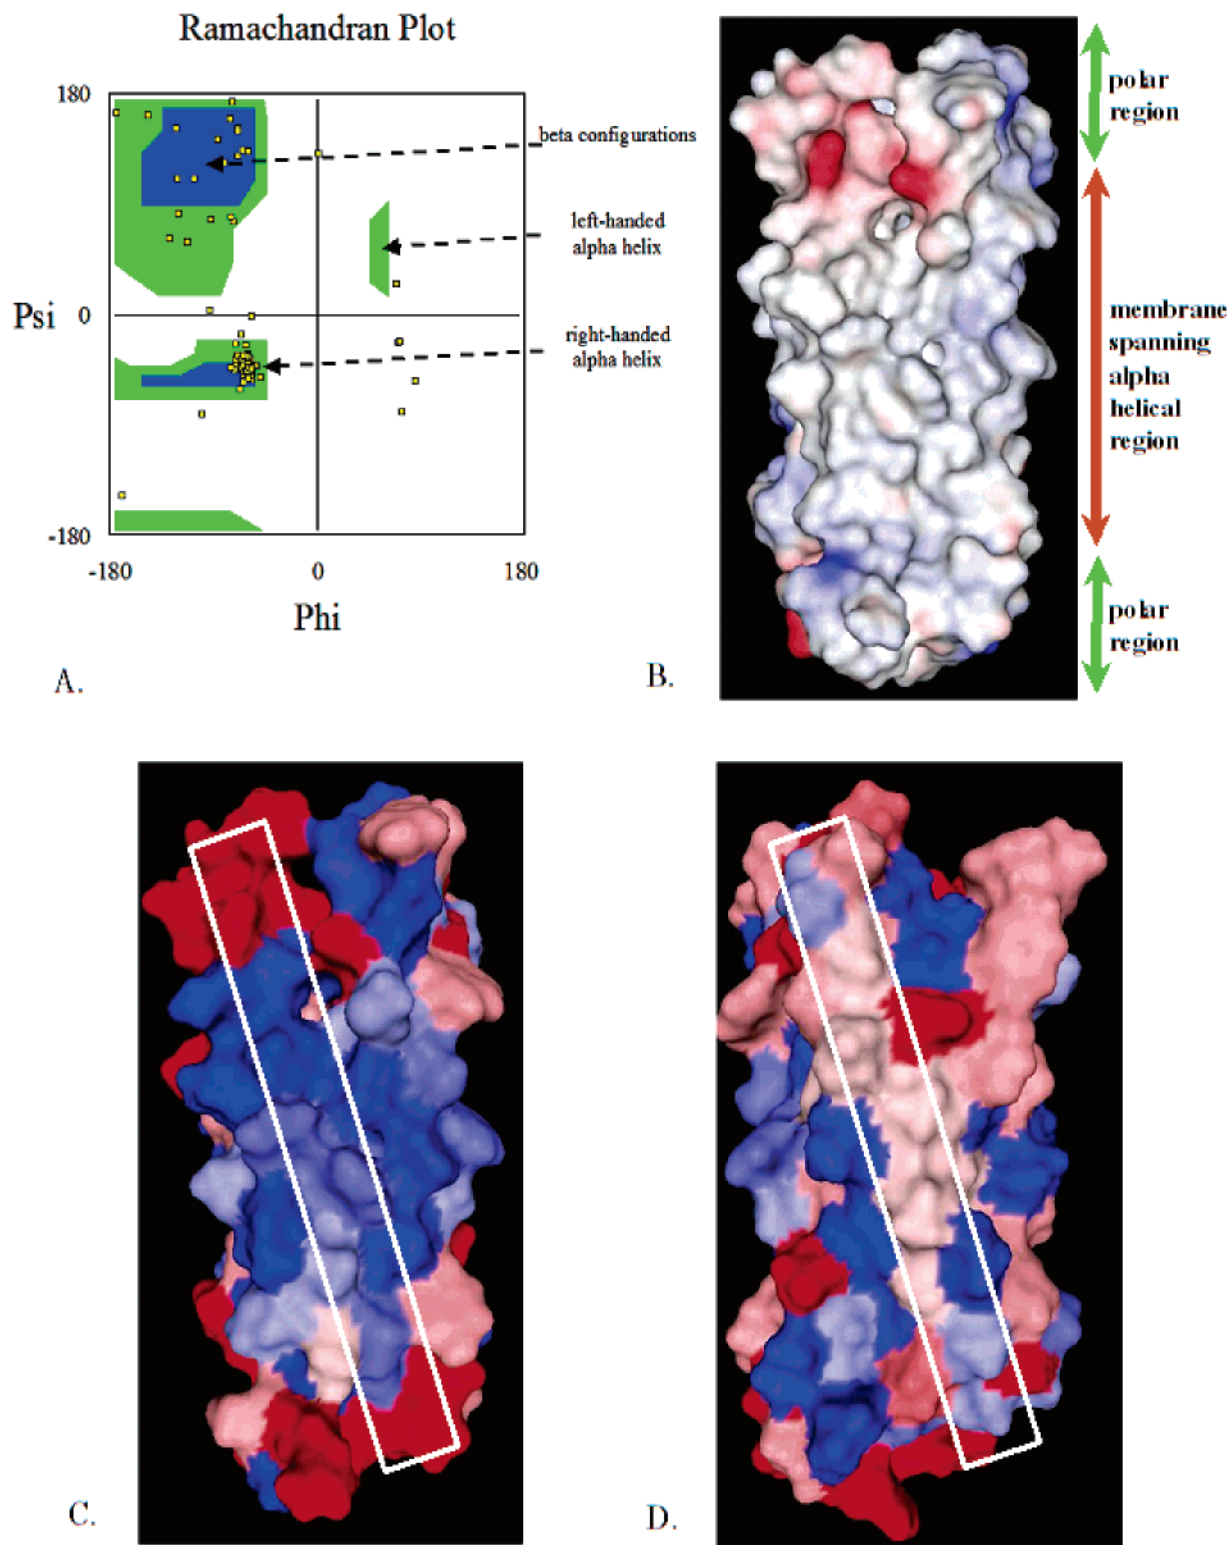 Ramachandran Plot
180
beta configurations
left-handed
alpha helix
Psi
0
right-handed
alpha helix
-180
-180
0
180
Phi
A.
polar
region
membrane
spanning
alpha
helical
region
polar
region
B.
C.
D.